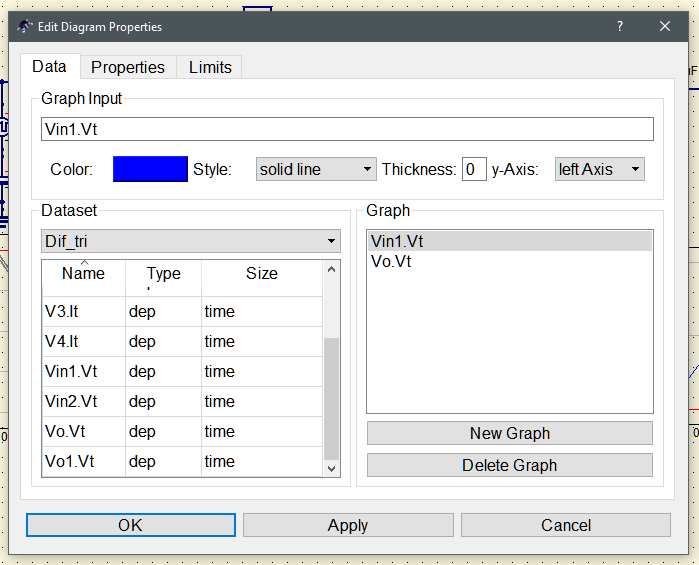 Edit Diagram Properties
Data Properties Limits
Graph Input
Vin1.Vt
Color: Style: solid line Thickness: 0 y-Axis: left Axis
Dataset
Dif_tri
Name Type Size
V3.It dep time
V4.It dep time
Vin1.Vt dep time
Vin2.Vt dep time
Vo.Vt dep time
Vo1.Vt dep time
Graph
Vin1.Vt
Vo.Vt
New Graph
Delete Graph
OK Apply Cancel
0
0